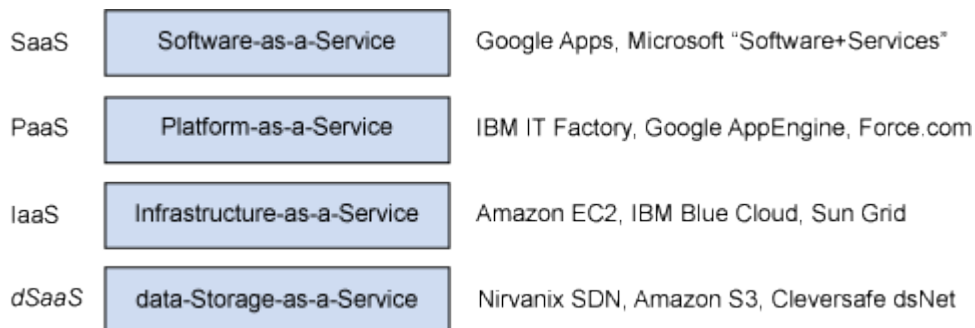 SaaS Software-as-a-Service Google Apps, Microsoft “Software+Services”
PaaS Platform-as-a-Service IBM IT Factory, Google AppEngine, Force.com
IaaS Infrastructure-as-a-Service Amazon EC2, IBM Blue Cloud, Sun Grid
dSaaS data-Storage-as-a-Service Nirvanix SDN, Amazon S3, Cleversafe dsNet